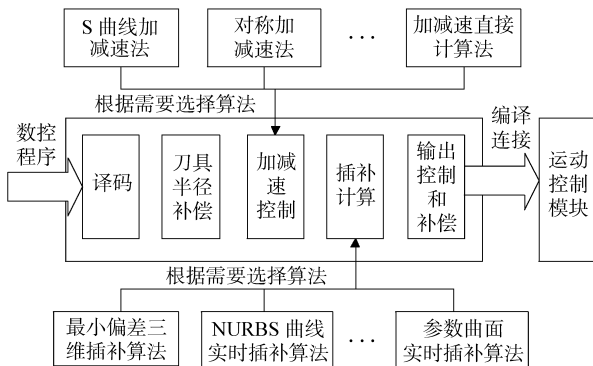 S 曲线加
减速法
对称加
减速法
···
加减速直接
计算法
根据需要选择算法
数控
程序
译码
刀具
半径
补偿
加减
速
控制
插补
计算
输出
控制
和
补偿
编译
连接
运动
控制
模块
根据需要选择算法
最小偏差三
维插补算法
NURBS 曲线
实时插补算法
···
参数曲面
实时插补算法